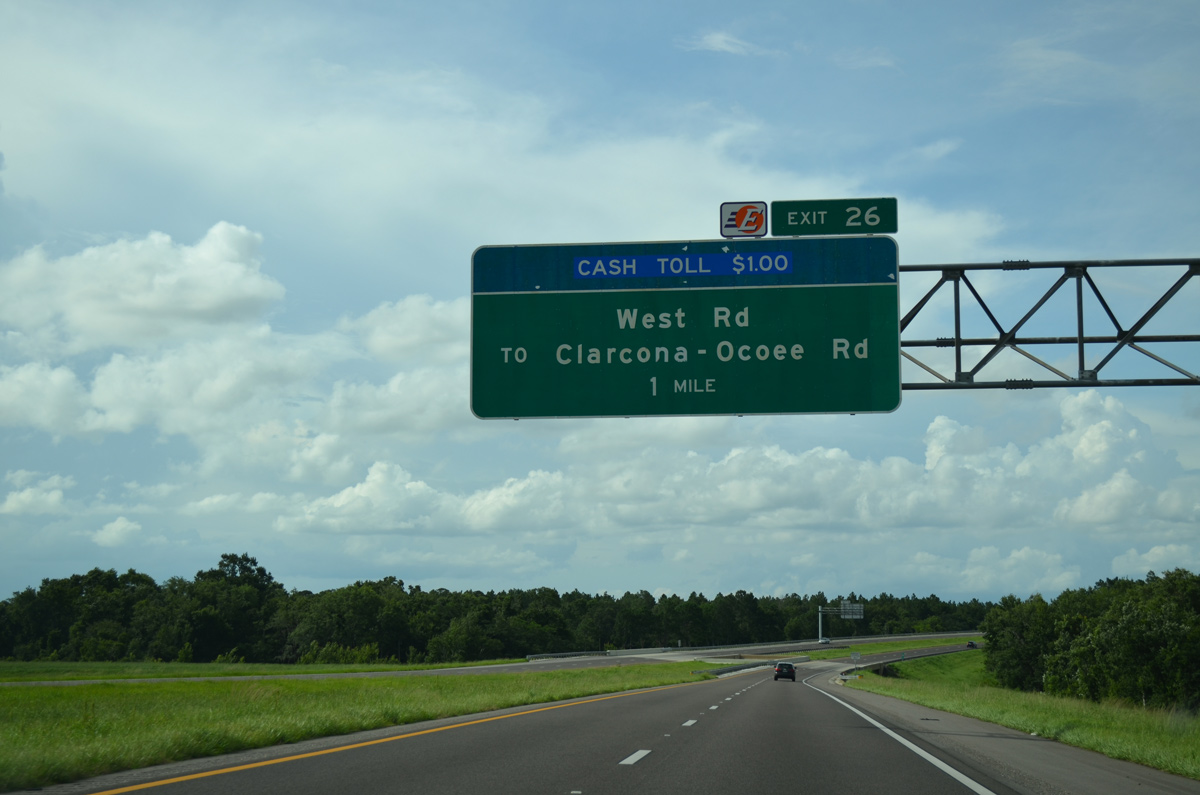 E EXIT 26
CASH TOLL $1.00
West Rd
TO Clarcona-Ocoee Rd
1 MILE